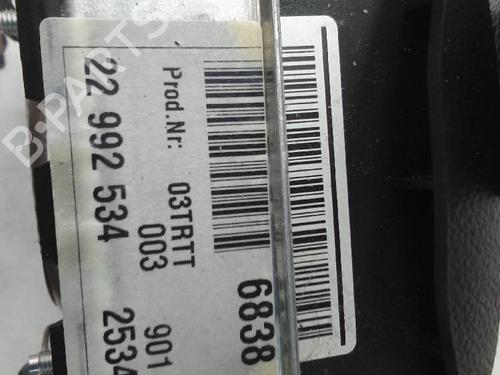 6838
Prod.Nr: 03TRTT 901
003
22 992 534 2534
B-PARTS